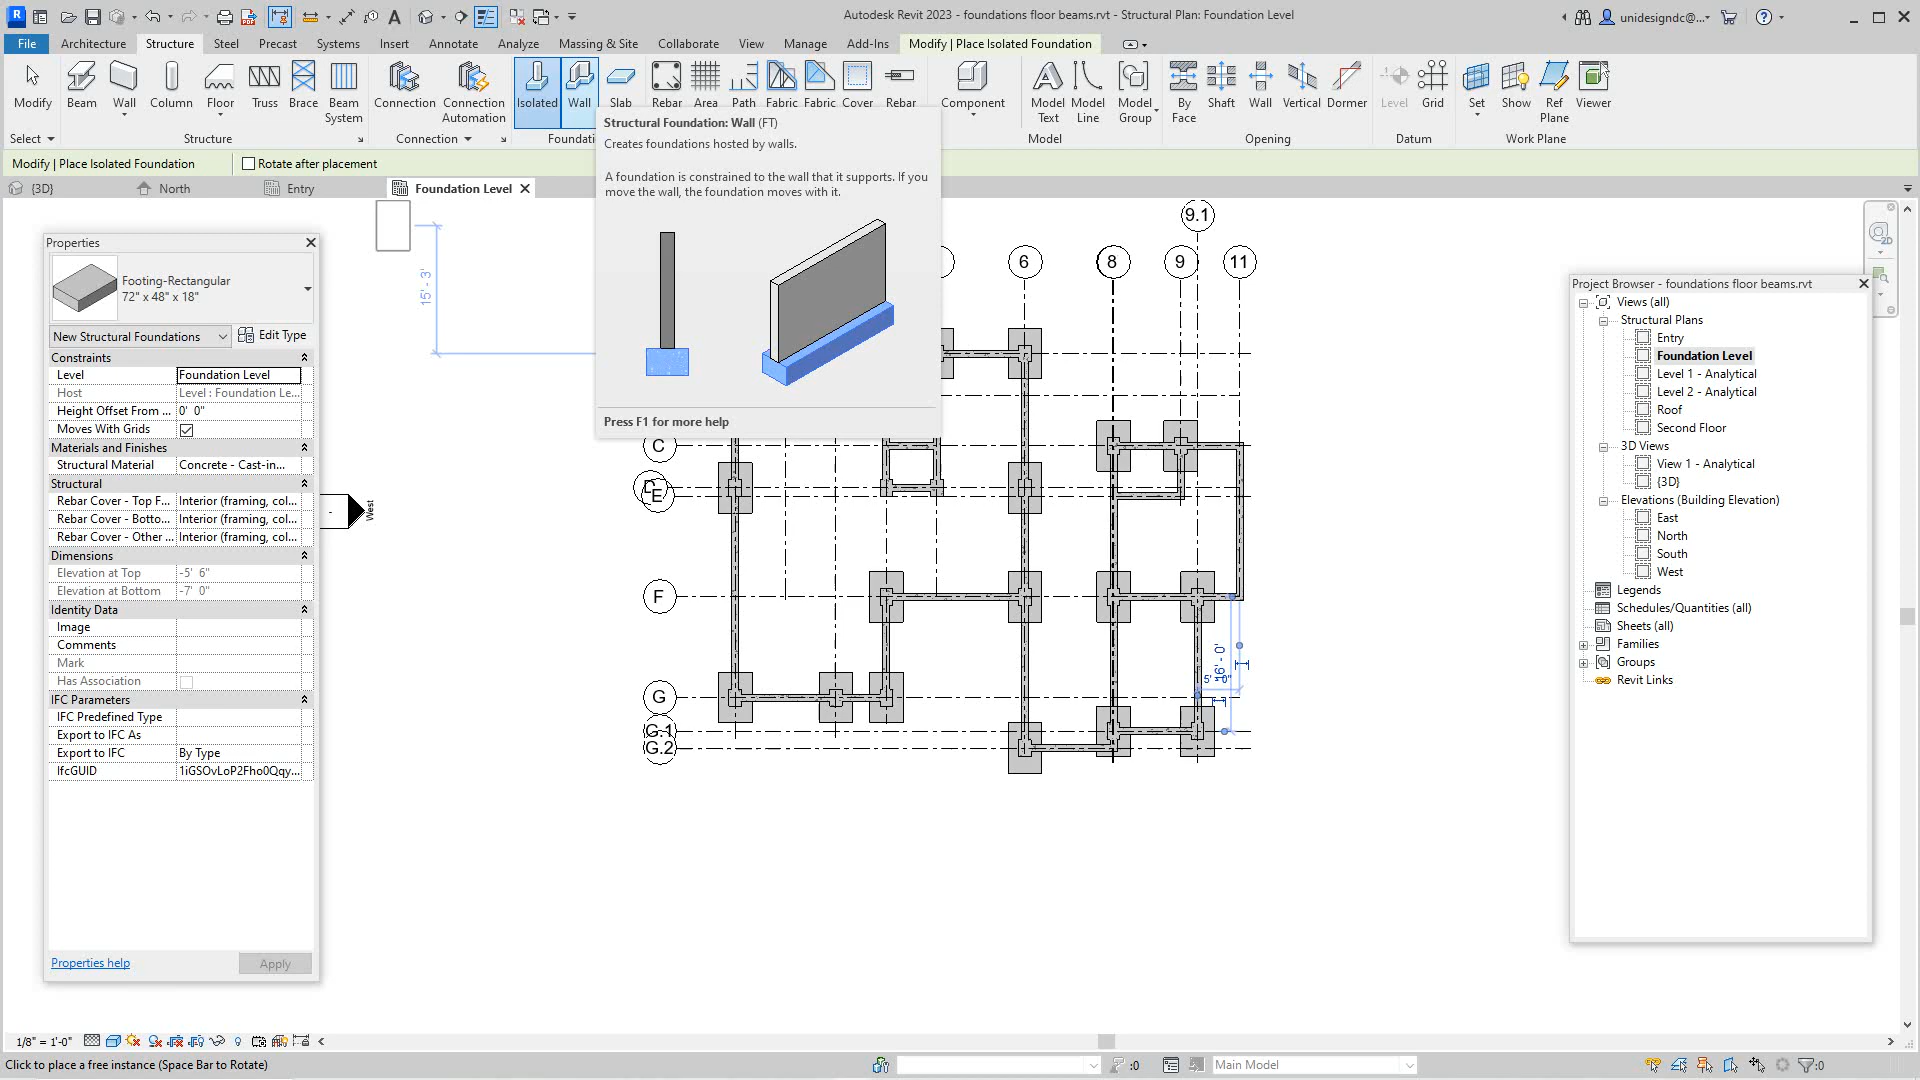 Autodesk Revit 2023 - foundations floor beams.rvt - Structural Plan: Foundation Level
unidesigndc@...
File Architecture Structure Steel Precast Systems Insert Annotate Analyze Massing & Site Collaborate View Manage Add-Ins Modify | Place Isolated Foundation
Modify Beam Wall Column Floor Truss Brace Beam System Connection Connection Automation Isolated Wall Slab Rebar Area Path Fabric Fabric Cover Rebar Component Model Text Model Line Model Group By Face Shaft Wall Vertical Dormer Level Grid Set Show Ref Plane Viewer
Select Structure Connection Foundati Model Opening Datum Work Plane
Modify | Place Isolated Foundation Rotate after placement
{3D} North Entry Foundation Level
Structural Foundation: Wall (FT)
Creates foundations hosted by walls.
A foundation is constrained to the wall that it supports. If you
move the wall, the foundation moves with it.
Press F1 for more help
Properties
Footing-Rectangular
72" x 48" x 18"
New Structural Foundations Edit Type
Constraints
Level Foundation Level
Host Level : Foundation Le...
Height Offset From ... 0' 0"
Moves With Grids
Materials and Finishes
Structural Material Concrete - Cast-in...
Structural
Rebar Cover - Top F... Interior (framing, col...
Rebar Cover - Botto... Interior (framing, col...
Rebar Cover - Other ... Interior (framing, col...
Dimensions
Elevation at Top -5' 6"
Elevation at Bottom -7' 0"
Identity Data
Image
Comments
Mark
Has Association
IFC Parameters
IFC Predefined Type
Export to IFC As
Export to IFC By Type
IfcGUID 1iGSOvLoP2Fho0Qqy...
Properties help Apply
15' - 3'
West
9.1
6 8 9 11
C
D
E
F
G
G.1
G.2
16' - 0'
5' - 0"
Project Browser - foundations floor beams.rvt
Views (all)
Structural Plans
Entry
Foundation Level
Level 1 - Analytical
Level 2 - Analytical
Roof
Second Floor
3D Views
View 1 - Analytical
{3D}
Elevations (Building Elevation)
East
North
South
West
Legends
Schedules/Quantities (all)
Sheets (all)
Families
Groups
Revit Links
1/8" = 1'-0"
Click to place a free instance (Space Bar to Rotate) :0 Main Model :0